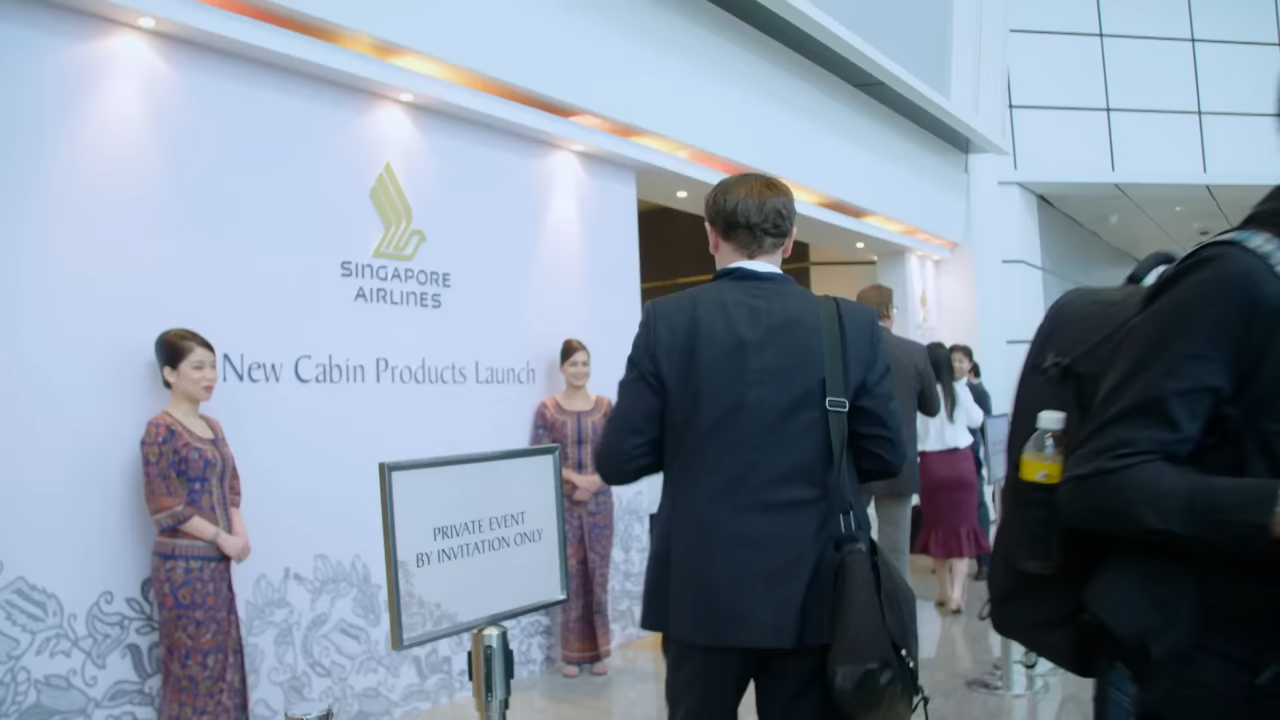 SINGAPORE
AIRLINES
New Cabin Products Launch
PRIVATE EVENT
BY INVITATION ONLY